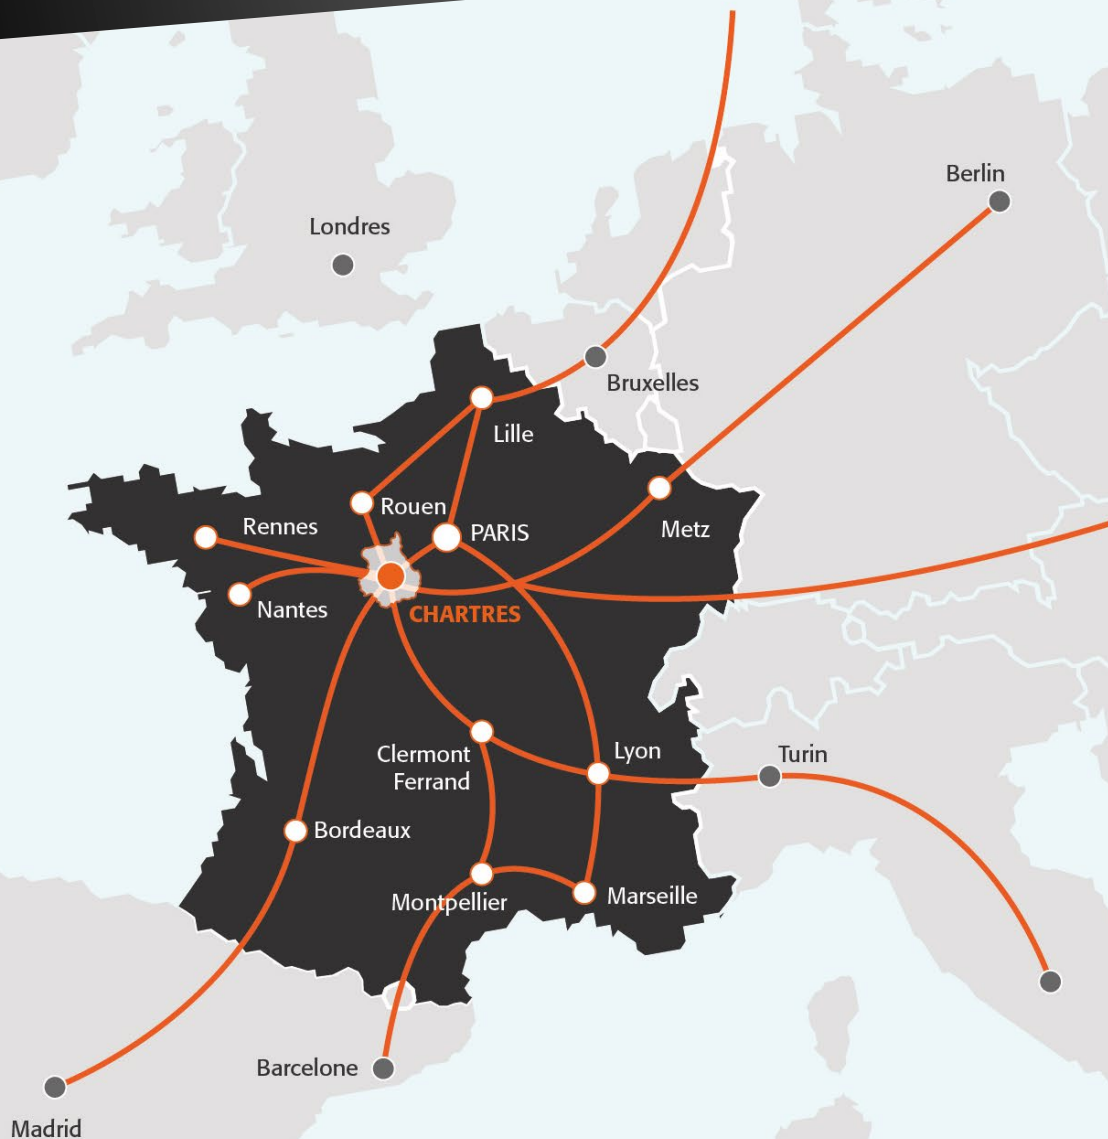 Berlin
Londres
Bruxelles
Lille
Rouen
Rennes
PARIS
Metz
Nantes
CHARTRES
Clermont
Ferrand
Lyon
Turin
Bordeaux
Montpellier
Marseille
Barcelone
Madrid